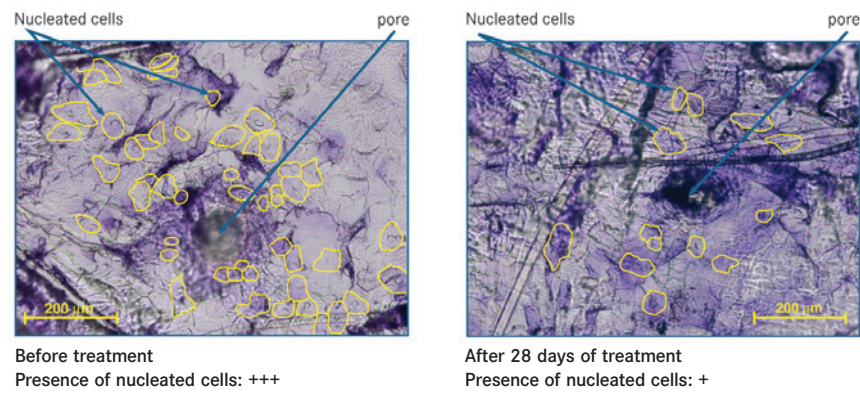 Nucleated cells
pore
200 μm
Before treatment
Presence of nucleated cells: +++
Nucleated cells
pore
200 μm
After 28 days of treatment
Presence of nucleated cells: +